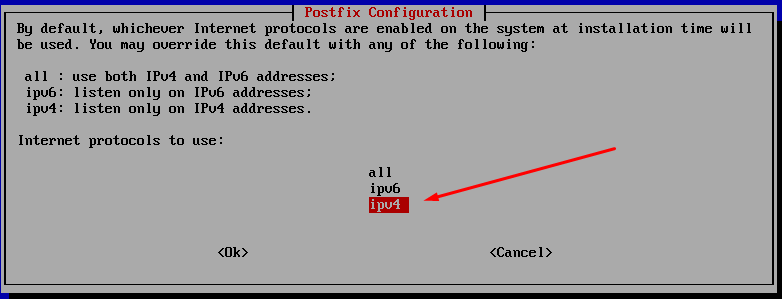 Postfix Configuration
By default, whichever Internet protocols are enabled on the system at installation time will
be used. You may override this default with any of the following:
all : use both IPv4 and IPv6 addresses;
ipv6: listen only on IPv6 addresses;
ipv4: listen only on IPv4 addresses.
Internet protocols to use:
all
ipv6
ipv4
<Ok> <Cancel>